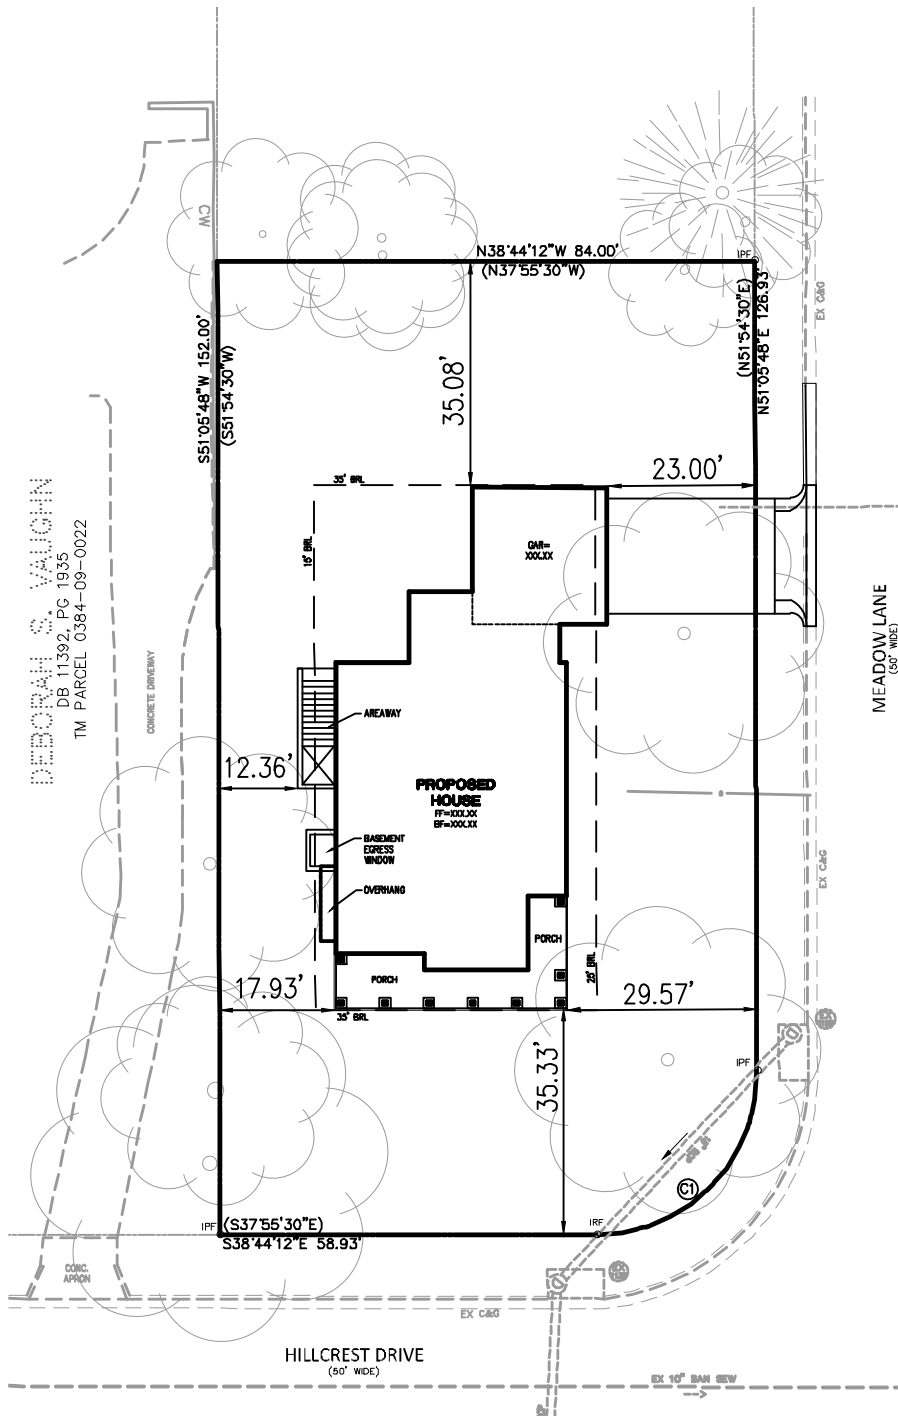 CW
N38°44'12"W 84.00'
(N37°55'30"W)
IPF
S51°05'48"W 152.00'
(S51°54'30"W)
(N51°54'30"E)
N51°05'48"E 126.93'
EX C&G
35.08'
23.00'
35' BRL
15' BRL
GAR=
XXX.XX
DEBORAH S. VAUGHN
DB 11392, PG 1935
TM PARCEL 0384-09-0022
CONCRETE DRIVEWAY
MEADOW LANE
(50' WIDE)
AREAWAY
12.36'
PROPOSED
HOUSE
FF=XXX.XX
BF=XXX.XX
BASEMENT
EGRESS
WINDOW
OVERHANG
EX C&G
PORCH
PORCH
25' BRL
17.93'
29.57'
35' BRL
35.33'
IPF
C1
IPF
(S37°55'30"E)
S38°44'12"E 58.93'
IRF
CONC.
APRON
EX C&G
HILLCREST DRIVE
(50' WIDE)
EX 10" SAN SEW